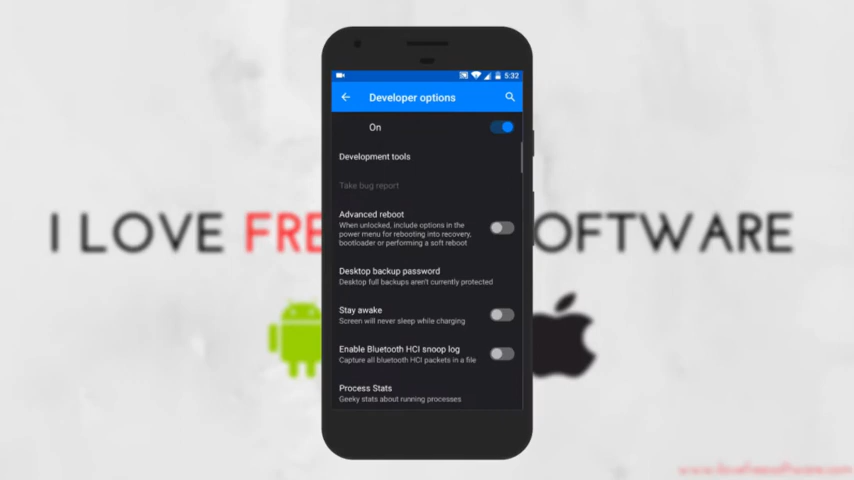 5:32
Developer options
On
Development tools
Take bug report
Advanced reboot
When unlocked, include options in the
power menu for rebooting into recovery,
bootloader or performing a soft reboot
Desktop backup password
Desktop full backups aren't currently protected
Stay awake
Screen will never sleep while charging
Enable Bluetooth HCI snoop log
Capture all bluetooth HCI packets in a file
Process Stats
Geeky stats about running processes
I LOVE FRE OFTWARE
www.ilovefreesoftware.com